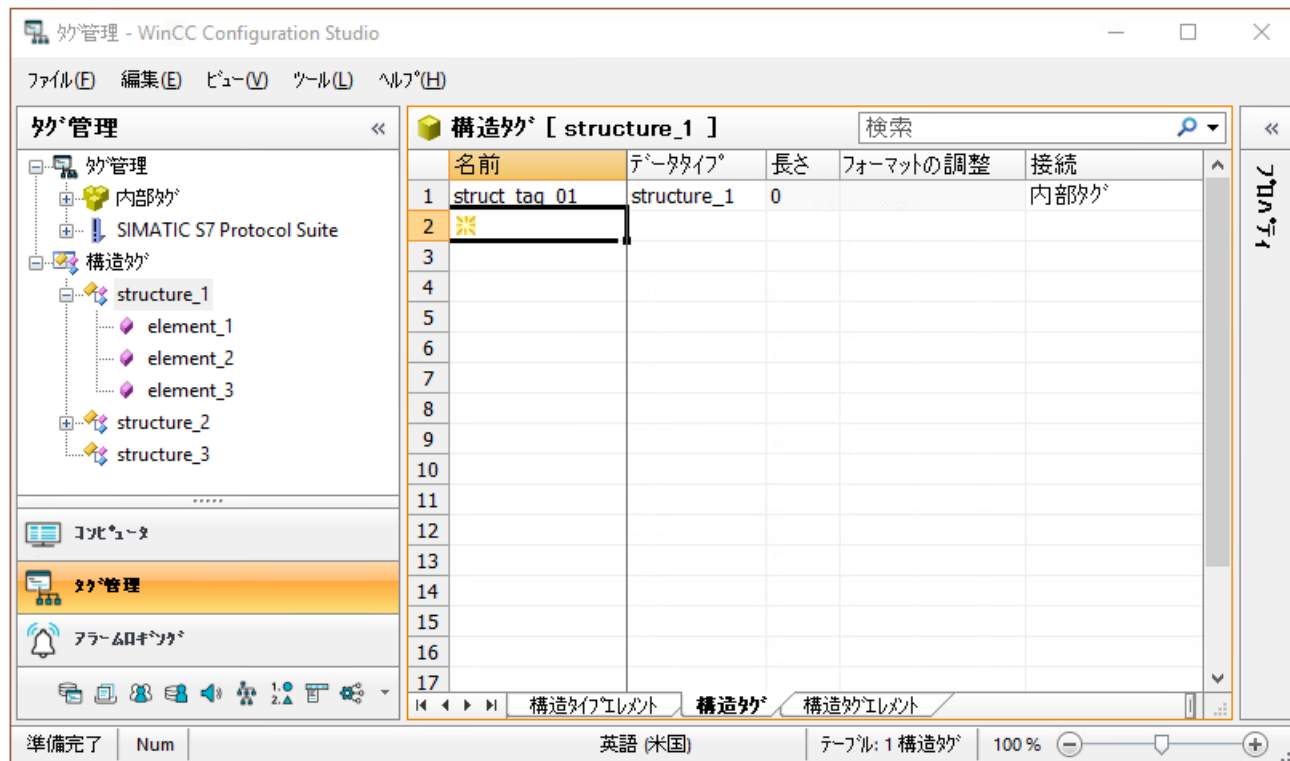 タグ管理 - WinCC Configuration Studio
ファイル(F) 編集(E) ビュー(V) ツール(L) ヘルプ(H)
タグ管理 «
タグ管理
内部タグ
SIMATIC S7 Protocol Suite
構造タグ
structure_1
element_1
element_2
element_3
structure_2
structure_3
コンピュータ
タグ管理
アラームロギング
構造タグ [ structure_1 ] 検索
名前 データタイプ 長さ フォーマットの調整 接続
1 struct_tag_01 structure_1 0 内部タグ
2
3
4
5
6
7
8
9
10
11
12
13
14
15
16
17
構造タイプエレメント 構造タグ 構造タグエレメント
«
プロパティ
準備完了 Num 英語 (米国) テーブル: 1 構造タグ 100 %